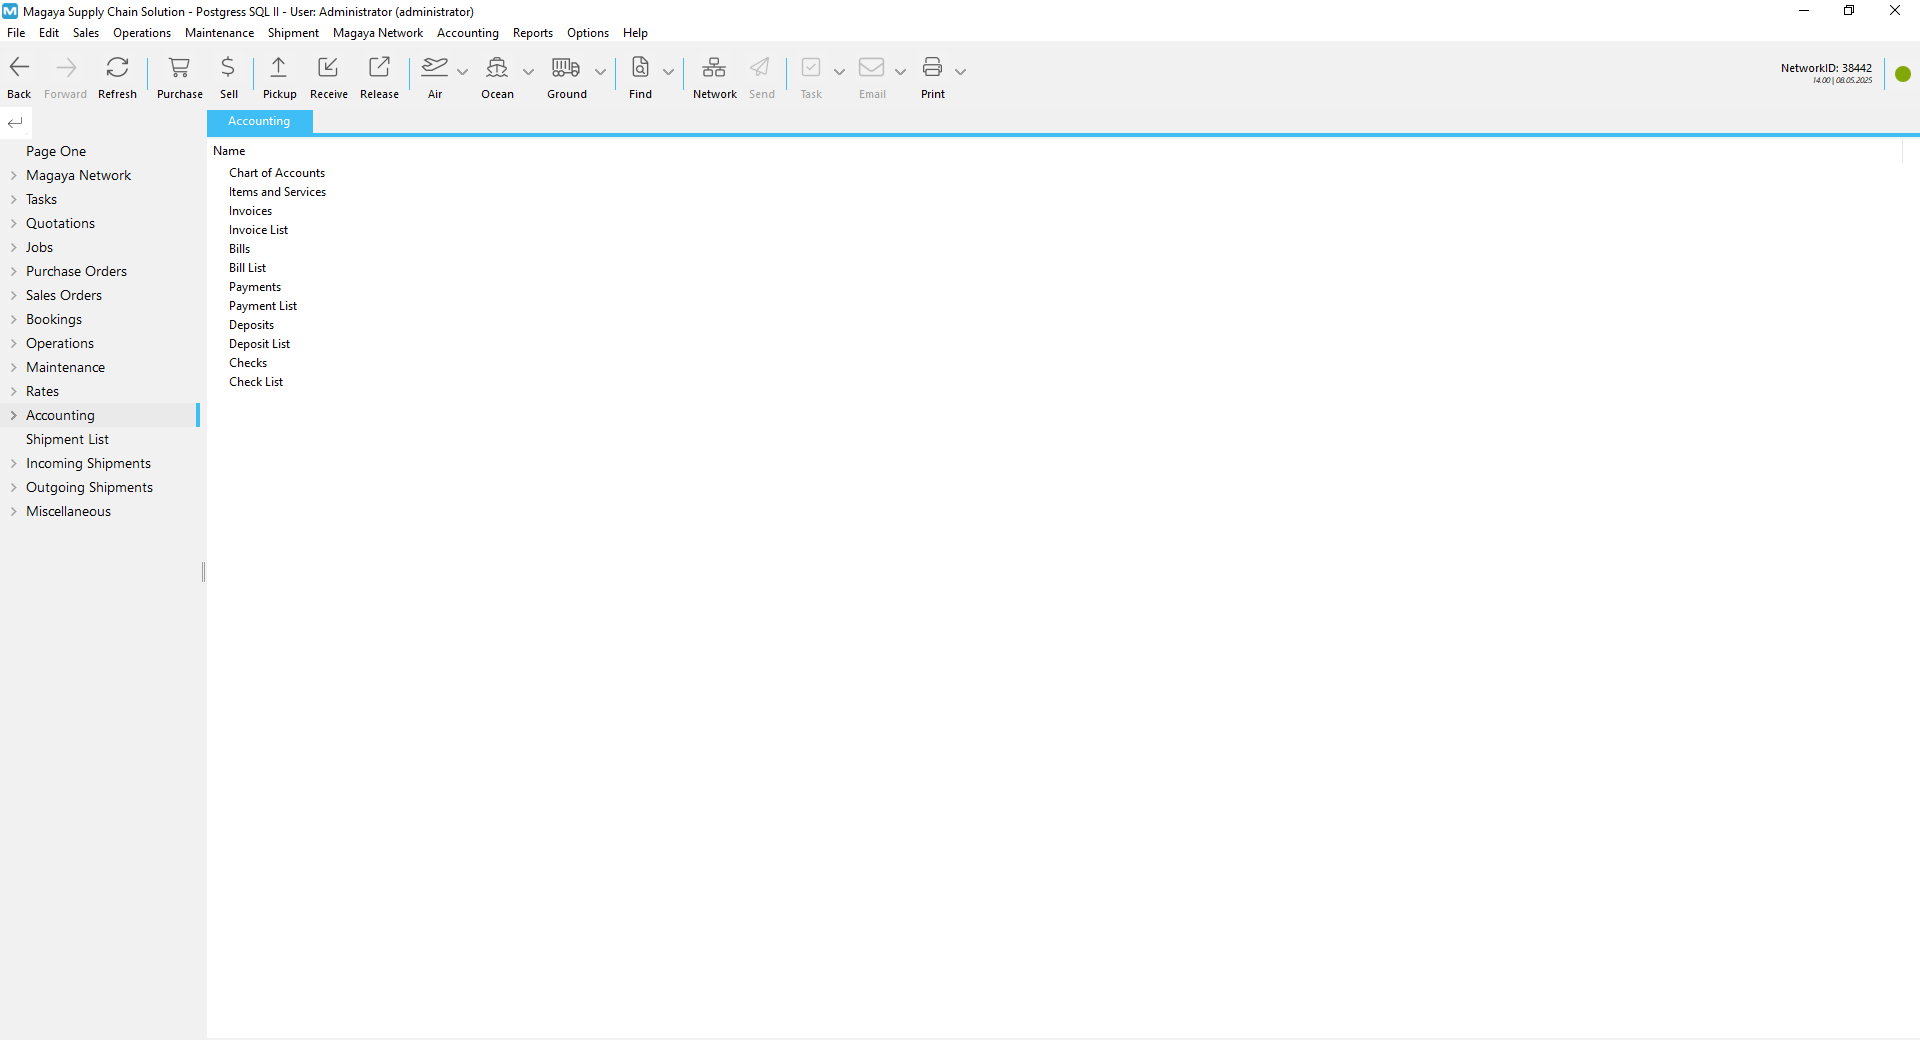 Magaya Supply Chain Solution - Postgress SQL II - User: Administrator (administrator)
File Edit Sales Operations Maintenance Shipment Magaya Network Accounting Reports Options Help
Back Forward Refresh Purchase Sell Pickup Receive Release Air Ocean Ground Find Network Send Task Email Print
NetworkID: 38442
14.00 | 08.05.2025
Page One
Magaya Network
Tasks
Quotations
Jobs
Purchase Orders
Sales Orders
Bookings
Operations
Maintenance
Rates
Accounting
Shipment List
Incoming Shipments
Outgoing Shipments
Miscellaneous
Accounting
Name
Chart of Accounts
Items and Services
Invoices
Invoice List
Bills
Bill List
Payments
Payment List
Deposits
Deposit List
Checks
Check List